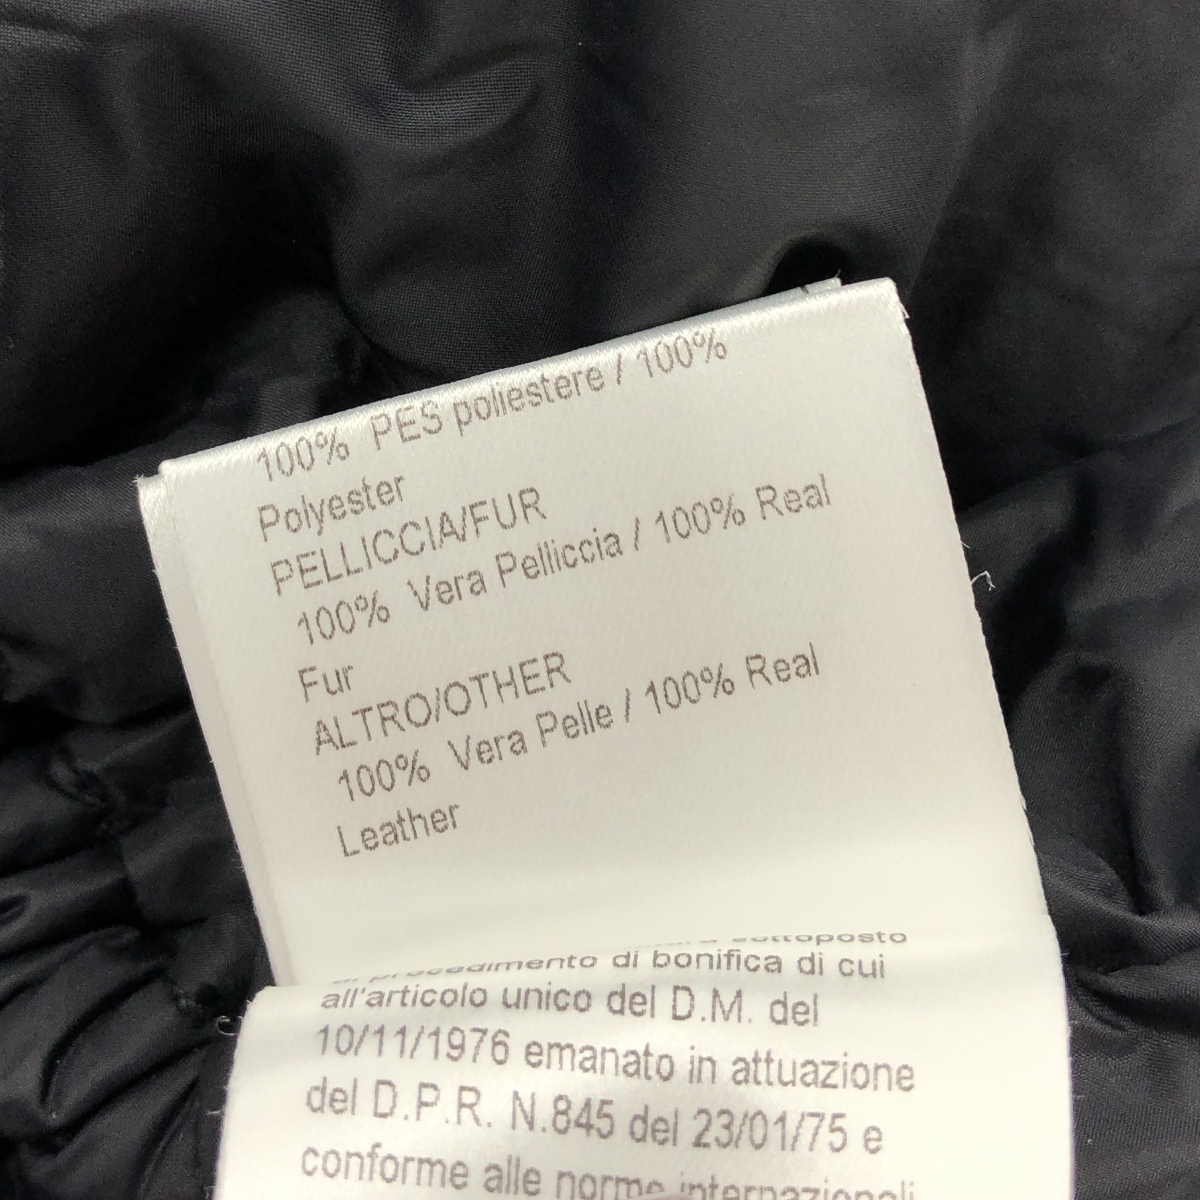 100% PES poliestere / 100%
Polyester
PELLICCIA/FUR
100% Vera Pelliccia / 100% Real
Fur
ALTRO/OTHER
100% Vera Pelle / 100% Real
Leather
sottoposto
procedimento di bonifica di cui
all'articolo unico del D.M. del
10/11/1976 emanato in attuazione
del D.P.R. N.845 del 23/01/75 e
conforme alle norme internazionali